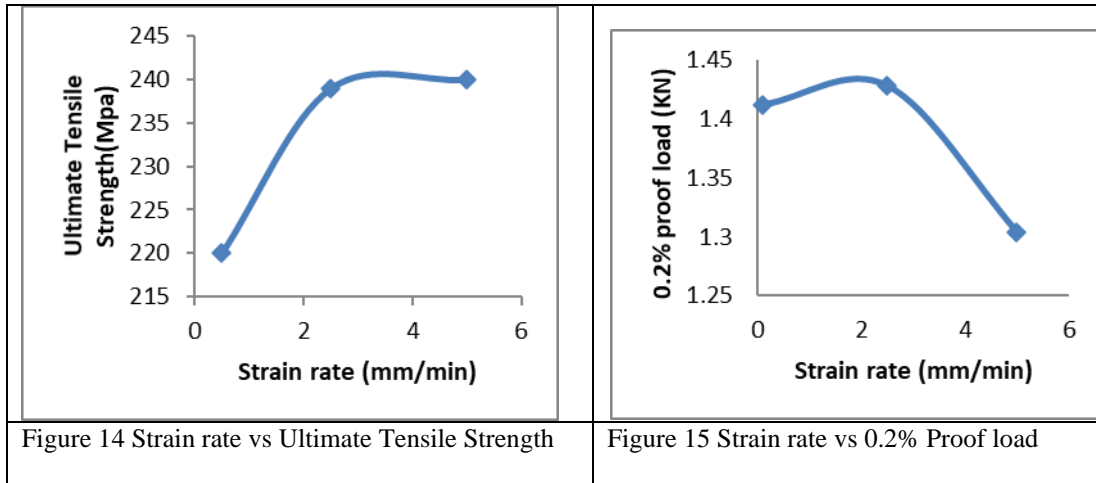 245
240
235
230
225
220
215
0 2 4 6
Ultimate Tensile
Strength(Mpa)
Strain rate (mm/min)
Figure 14 Strain rate vs Ultimate Tensile Strength
1.45
1.4
1.35
1.3
1.25
0 2 4 6
0.2% proof load (KN)
Strain rate (mm/min)
Figure 15 Strain rate vs 0.2% Proof load